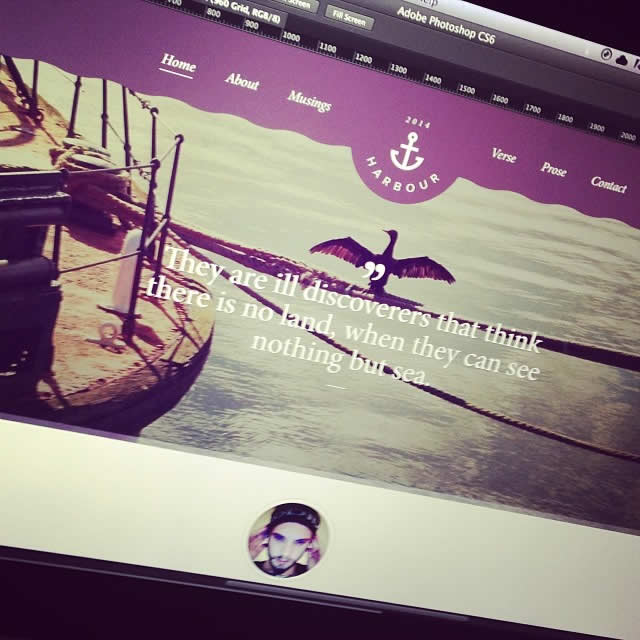 Screen
Fill Screen
Adobe Photoshop CS6
960 Grid, RGB/8)
700
800
900
1000
1100
1200
1300
1400
1500
1600
1700
1800
1900
2000
Home
About
Musings
2014
HARBOUR
Verse
Prose
Contact
”
They are ill discoverers that think
there is no land, when they can see
nothing but sea.